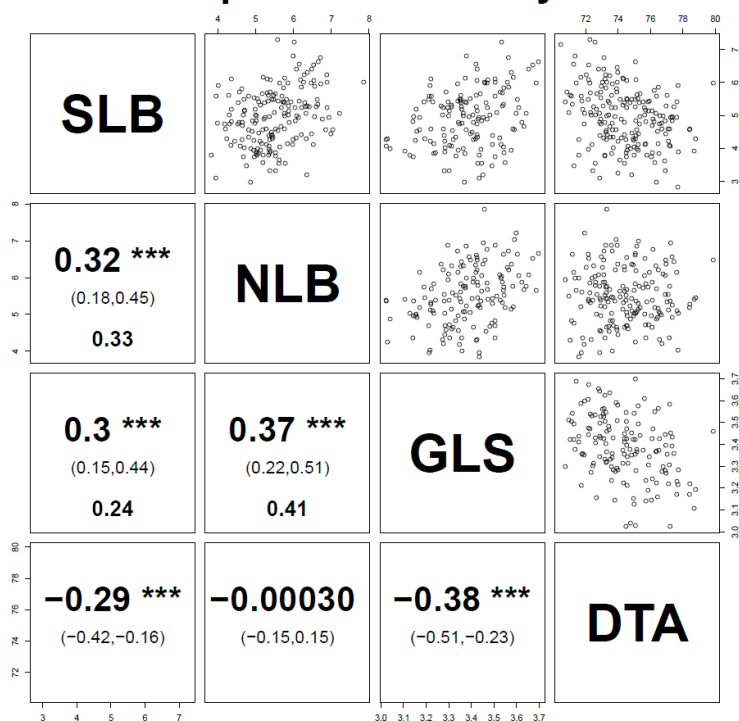 4 5 6 7 8
72 74 76 78 80
SLB
3 4 5 6 7
4 5 6 7 8
0.32 ***
(0.18,0.45)
0.33
NLB
0.3 ***
(0.15,0.44)
0.24
0.37 ***
(0.22,0.51)
0.41
GLS
3.0 3.1 3.2 3.3 3.4 3.5 3.6 3.7
72 74 76 78 80
−0.29 ***
(−0.42,−0.16)
−0.00030
(−0.15,0.15)
−0.38 ***
(−0.51,−0.23)
DTA
3 4 5 6 7
3.0 3.1 3.2 3.3 3.4 3.5 3.6 3.7